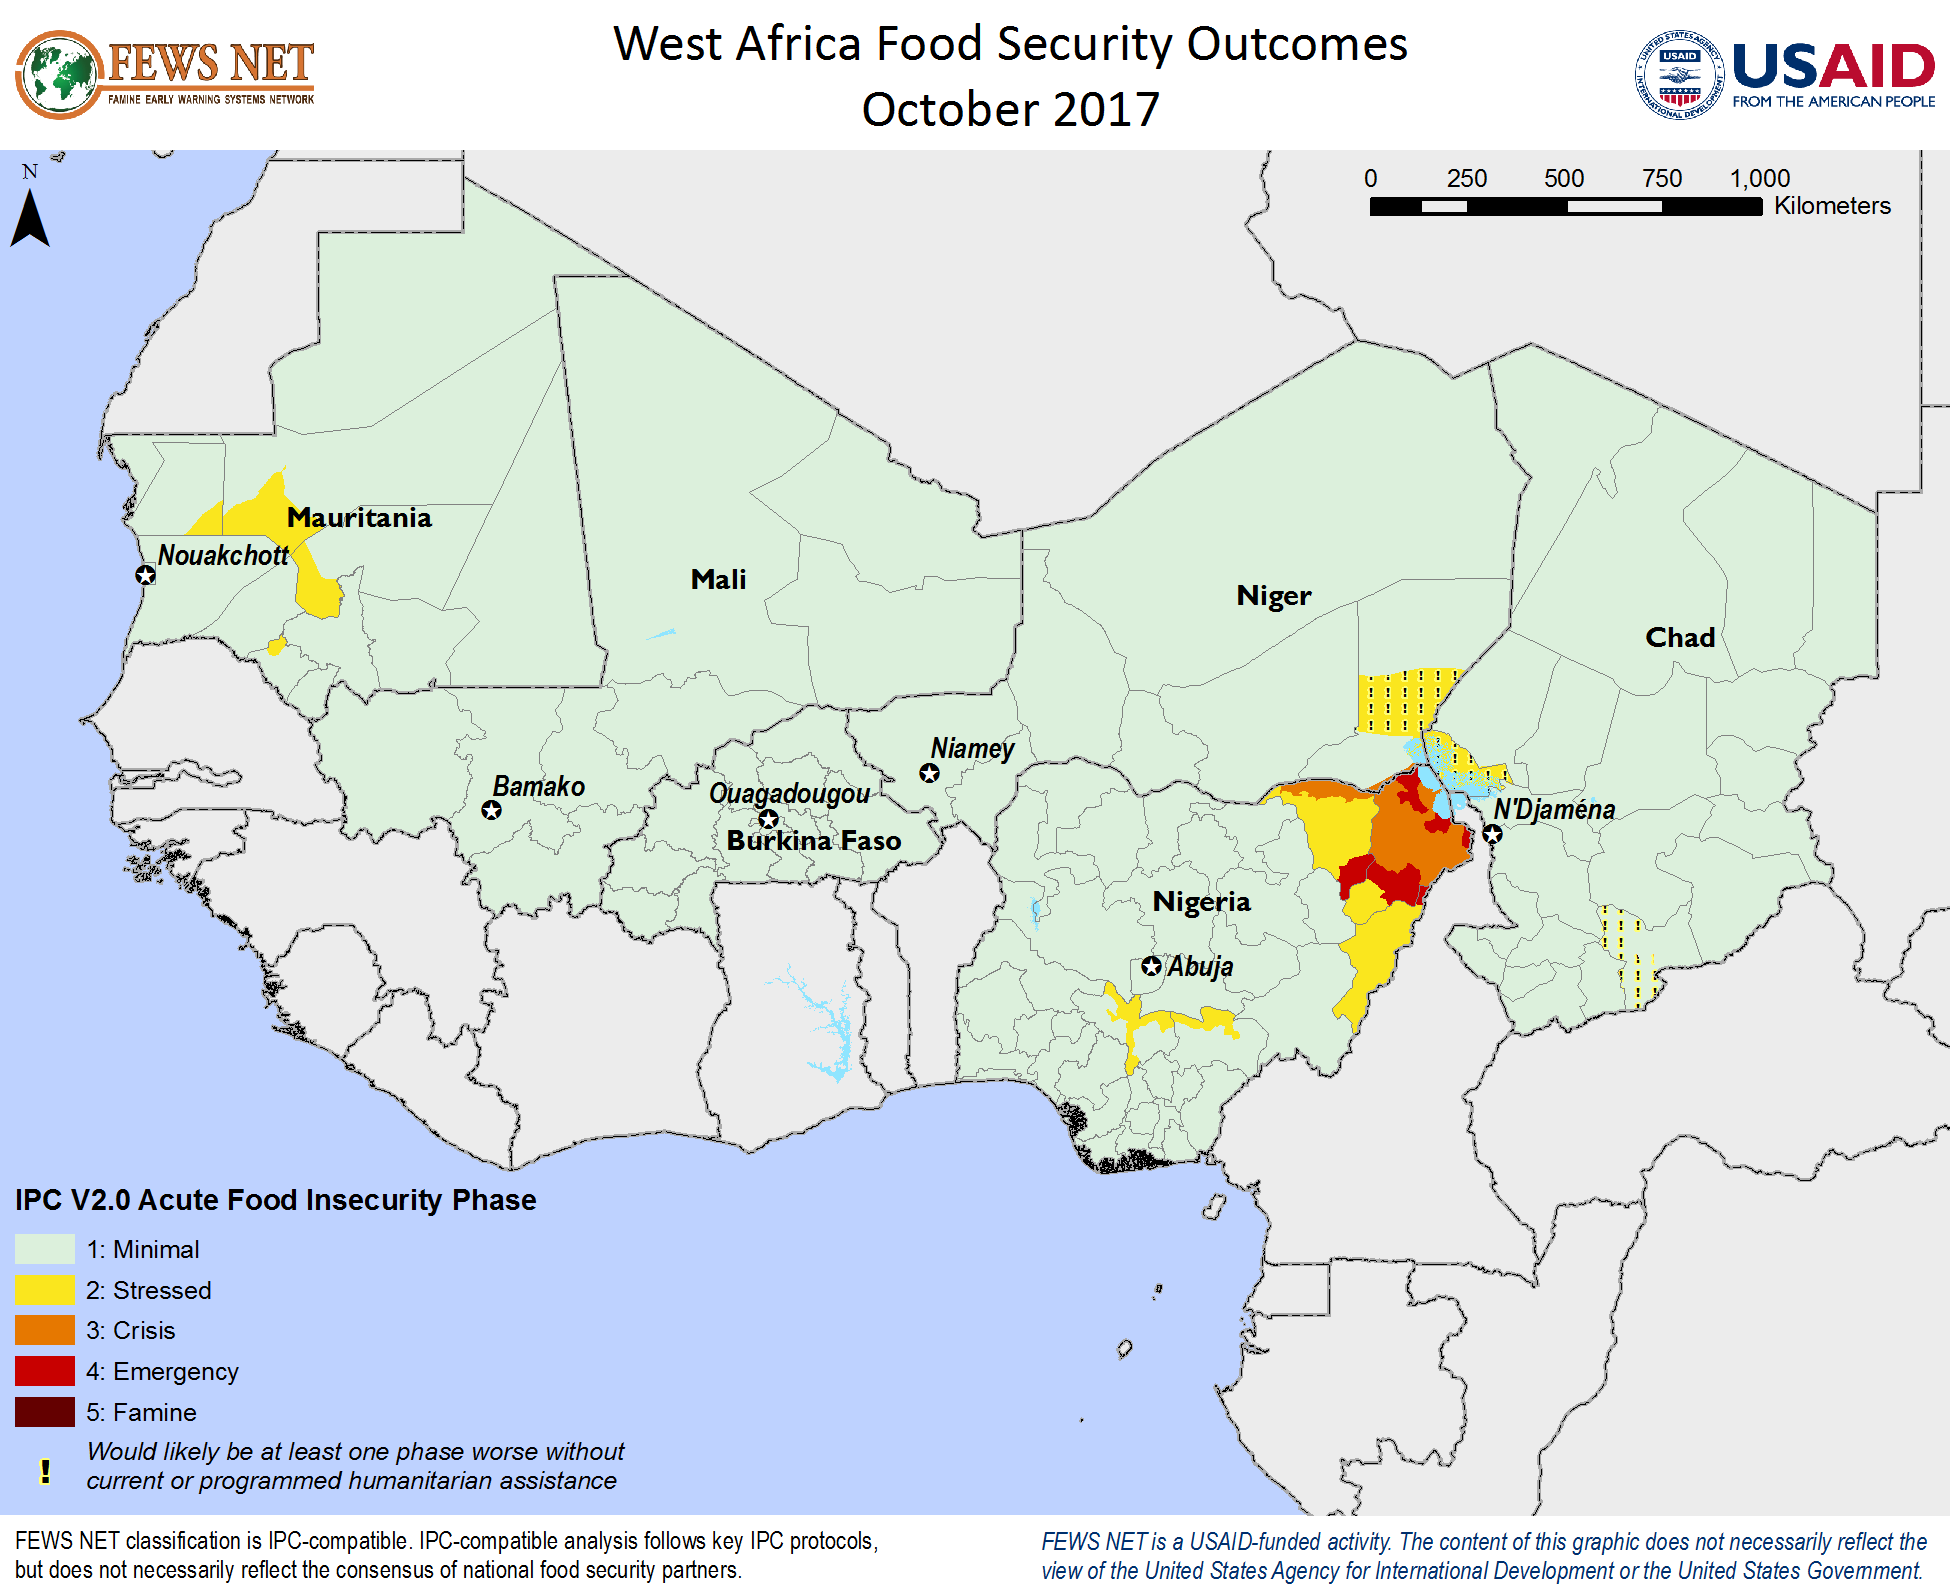 FEWS NET
FAMINE EARLY WARNING SYSTEMS NETWORK
West Africa Food Security Outcomes
October 2017
UNITED STATES AGENCY
USAID
INTERNATIONAL DEVELOPMENT
USAID
FROM THE AMERICAN PEOPLE
N
0 250 500 750 1,000
Kilometers
Mauritania
Nouakchott
Mali
Niger
Chad
Niamey
Bamako
Ouagadougou
Burkina Faso
N'Djaména
Nigeria
Abuja
IPC V2.0 Acute Food Insecurity Phase
1: Minimal
2: Stressed
3: Crisis
4: Emergency
5: Famine
! Would likely be at least one phase worse without
current or programmed humanitarian assistance
FEWS NET classification is IPC-compatible. IPC-compatible analysis follows key IPC protocols,
but does not necessarily reflect the consensus of national food security partners.
FEWS NET is a USAID-funded activity. The content of this graphic does not necessarily reflect the
view of the United States Agency for International Development or the United States Government.